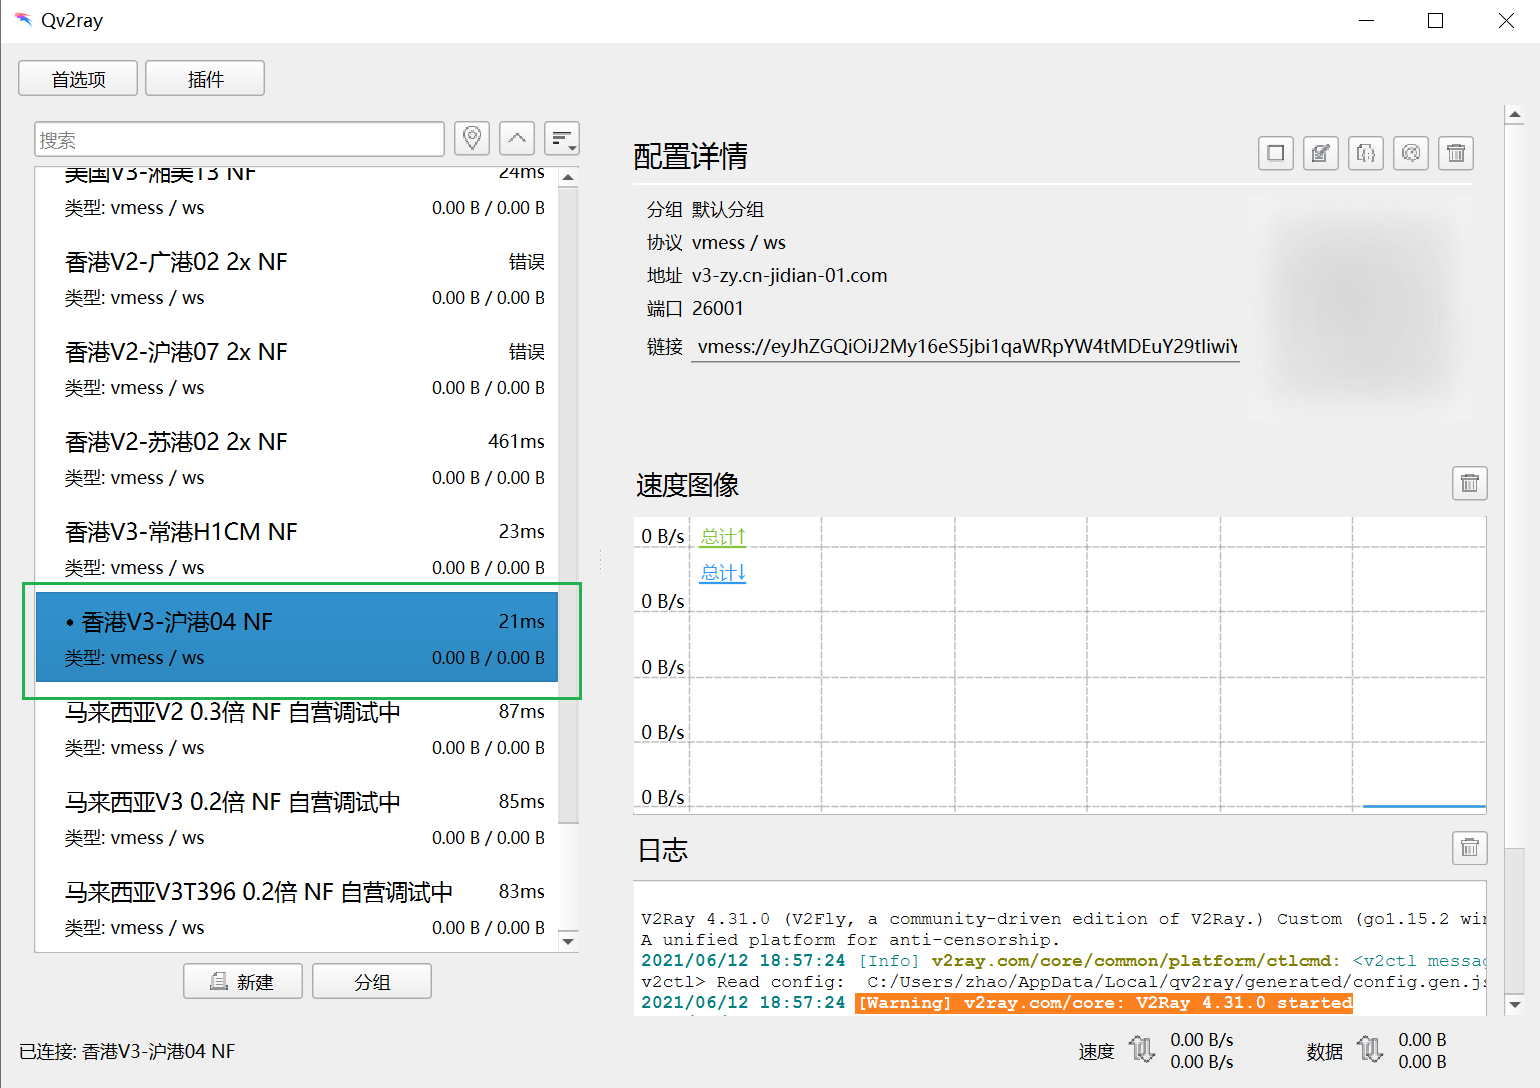 Qv2ray
首选项
插件
搜索
美国V3-湘美T3 NF
24ms
类型: vmess / ws
0.00 B / 0.00 B
香港V2-广港02 2x NF
错误
类型: vmess / ws
0.00 B / 0.00 B
香港V2-沪港07 2x NF
错误
类型: vmess / ws
0.00 B / 0.00 B
香港V2-苏港02 2x NF
461ms
类型: vmess / ws
0.00 B / 0.00 B
香港V3-常港H1CM NF
23ms
类型: vmess / ws
0.00 B / 0.00 B
• 香港V3-沪港04 NF
21ms
类型: vmess / ws
0.00 B / 0.00 B
马来西亚V2 0.3倍 NF 自营调试中
87ms
类型: vmess / ws
0.00 B / 0.00 B
马来西亚V3 0.2倍 NF 自营调试中
85ms
类型: vmess / ws
0.00 B / 0.00 B
马来西亚V3T396 0.2倍 NF 自营调试中
83ms
类型: vmess / ws
0.00 B / 0.00 B
新建
分组
已连接: 香港V3-沪港04 NF
配置详情
分组 默认分组
协议 vmess / ws
地址 v3-zy.cn-jidian-01.com
端口 26001
链接 vmess://eyJhZGQiOiJ2My16eS5jbi1qaWRpYW4tMDEuY29tIiwiY
速度图像
0 B/s
总计↑
总计↓
0 B/s
0 B/s
0 B/s
0 B/s
日志
V2Ray 4.31.0 (V2Fly, a community-driven edition of V2Ray.) Custom (go1.15.2 win
A unified platform for anti-censorship.
2021/06/12 18:57:24 [Info] v2ray.com/core/common/platform/ctlcmd: <v2ctl messag
v2ctl> Read config:  C:/Users/zhao/AppData/Local/qv2ray/generated/config.gen.js
2021/06/12 18:57:24 [Warning] v2ray.com/core: V2Ray 4.31.0 started
速度
0.00 B/s
0.00 B/s
数据
0.00 B
0.00 B